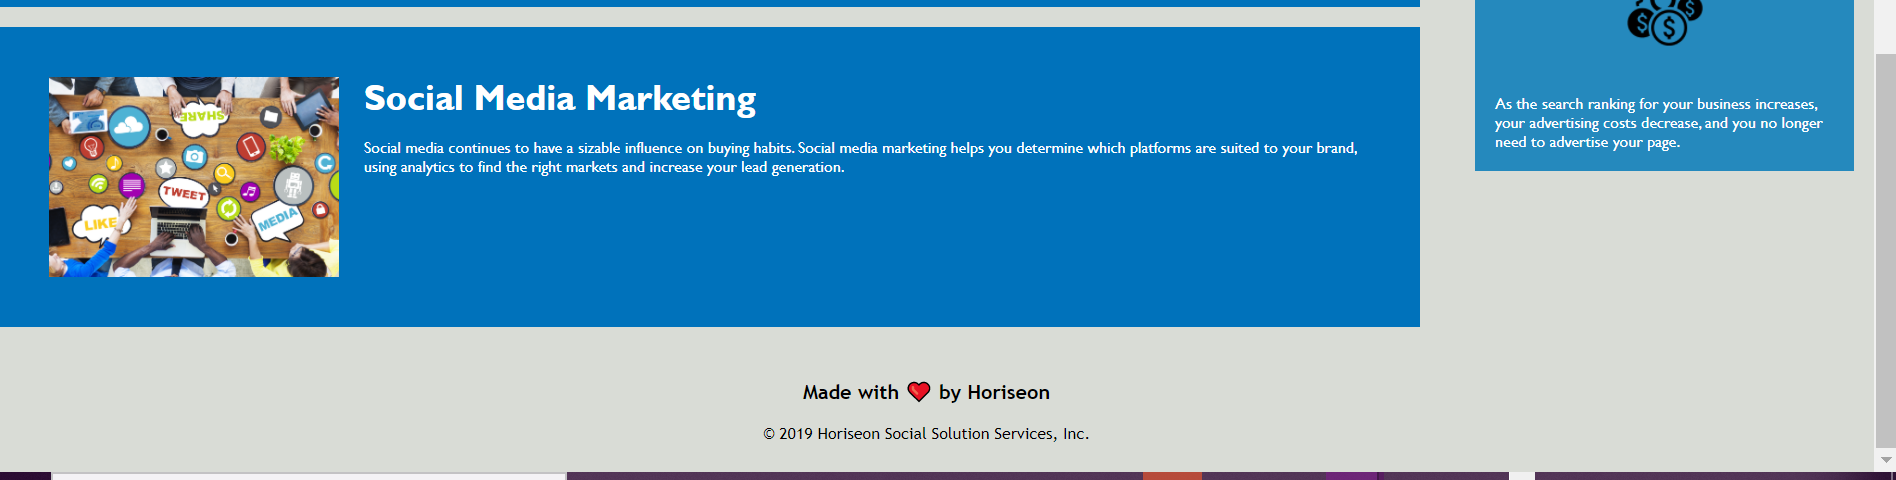 Social Media Marketing
Social media continues to have a sizable influence on buying habits. Social media marketing helps you determine which platforms are suited to your brand,
using analytics to find the right markets and increase your lead generation.
SHARE
TWEET
LIKE
MEDIA
As the search ranking for your business increases,
your advertising costs decrease, and you no longer
need to advertise your page.
Made with ❤ by Horiseon
© 2019 Horiseon Social Solution Services, Inc.